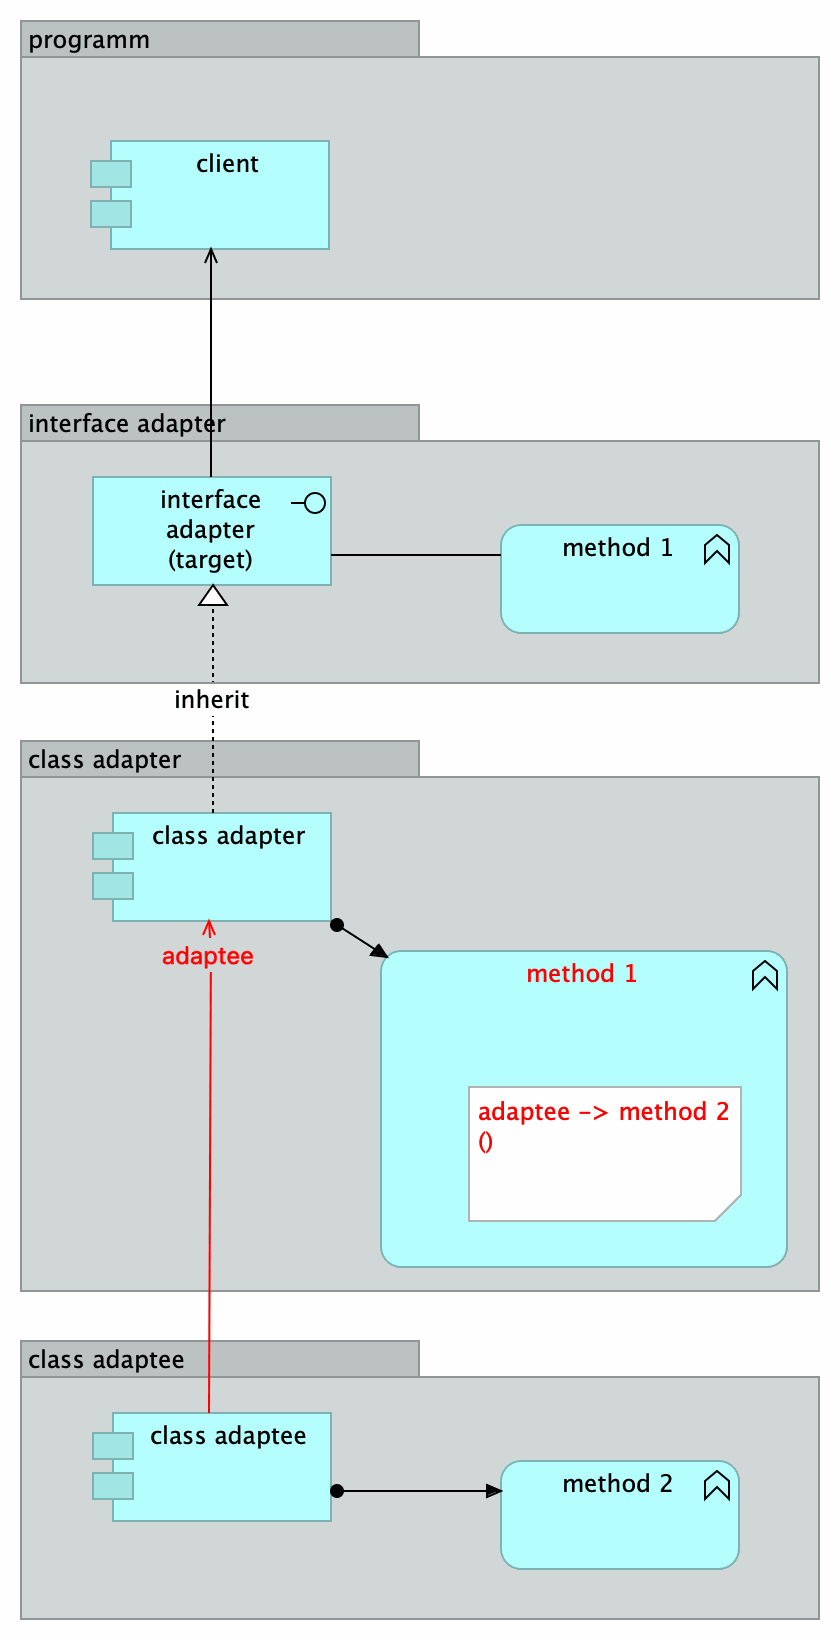 programm
client
interface adapter
interface
adapter
(target)
method 1
inherit
class adapter
class adapter
adaptee
method 1
adaptee -> method 2
()
class adaptee
class adaptee
method 2